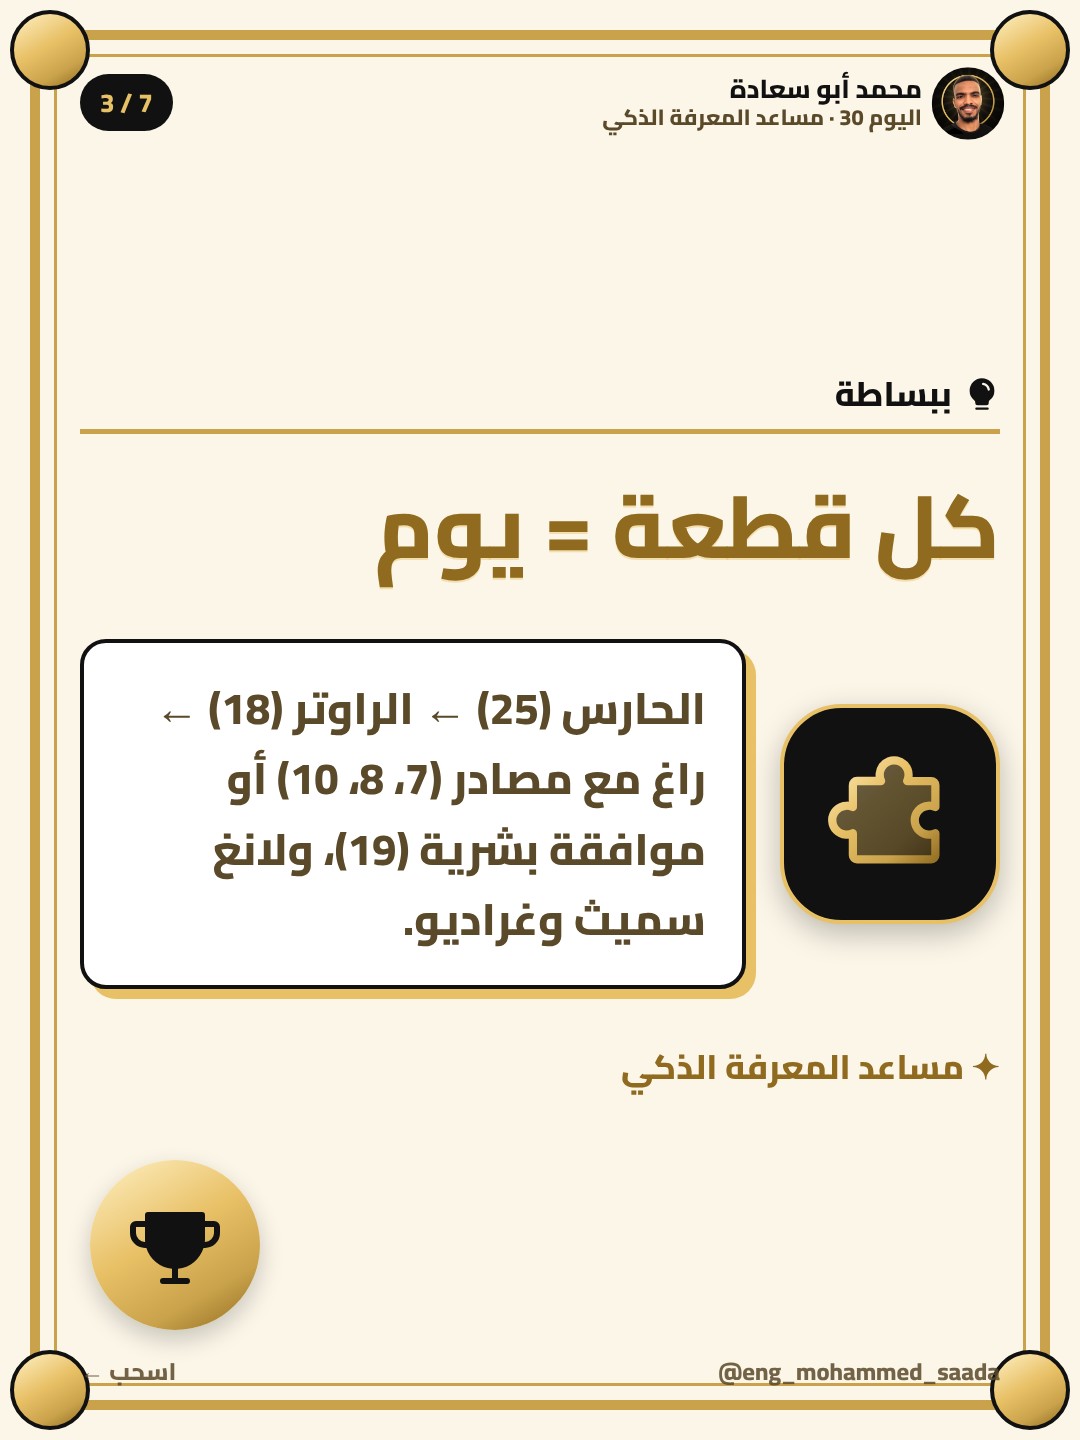 محمد أبو سعادة
اليوم 30 · مساعد المعرفة الذكي
3 / 7
ببساطة
كل قطعة = يوم
الحارس (25) ← الراوتر (18) ←
راغ مع مصادر (7، 8، 10) أو
موافقة بشرية (19)، ولانغ
سميث وغراديو.
✦ مساعد المعرفة الذكي
@eng_mohammed_saada
اسحب ←